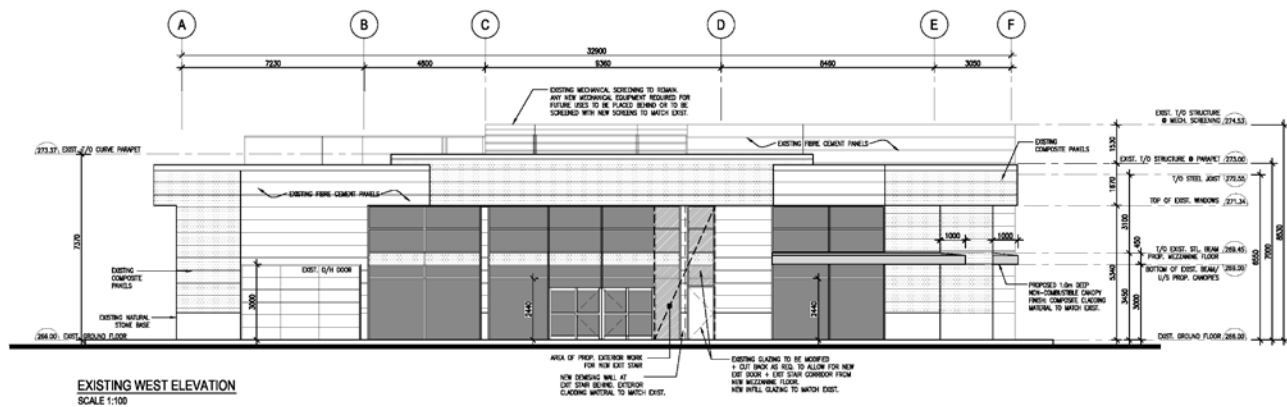 A B C D E F
32900
7230 4800 9360 8460 3050
EXISTING MECHANICAL SCREENING TO REMAIN.
ANY NEW MECHANICAL EQUIPMENT REQUIRED FOR
FUTURE USES TO BE PLACED BEHIND OR TO BE
SCREENED WITH NEW SCREENS TO MATCH EXIST.
EXIST. T/O STRUCTURE
@ MECH. SCREENING 274.53
273.37 EXIST. T/O CURVE PARAPET
EXISTING FIBRE CEMENT PANELS
EXISTING
COMPOSITE PANELS
1530
EXIST. T/O STRUCTURE @ PARAPET 273.00
T/O STEEL JOIST 272.55
EXISTING FIBRE CEMENT PANELS
1670
TOP OF EXIST. WINDOWS 271.34
7370
3100
8530
7000
6550
1000 1000
450
T/O EXIST. STL. BEAM 269.45
PROP. MEZZANINE FLOOR
5340
BOTTOM OF EXIST. BEAM/ 269.00
U/S PROP. CANOPIES
EXISTING
COMPOSITE
PANELS
EXIST. O/H DOOR
3000
2440
2440
2440
3450
3000
PROPOSED 1.0m DEEP
NON-COMBUSTIBLE CANOPY
FINISH: COMPOSITE CLADDING
MATERIAL TO MATCH EXIST.
EXISTING NATURAL
STONE BASE
266.00 EXIST. GROUND FLOOR
EXIST. GROUND FLOOR 266.00
AREA OF PROP. EXTERIOR WORK
FOR NEW EXIT STAIR
NEW DEMISING WALL AT
EXIT STAIR BEHIND. EXTERIOR
CLADDING MATERIAL TO MATCH EXIST.
EXISTING GLAZING TO BE MODIFIED
+ CUT BACK AS REQ. TO ALLOW FOR NEW
EXIT DOOR + EXIT STAIR CORRIDOR FROM
NEW MEZZANINE FLOOR.
NEW INFILL GLAZING TO MATCH EXIST.
EXISTING WEST ELEVATION
SCALE 1:100